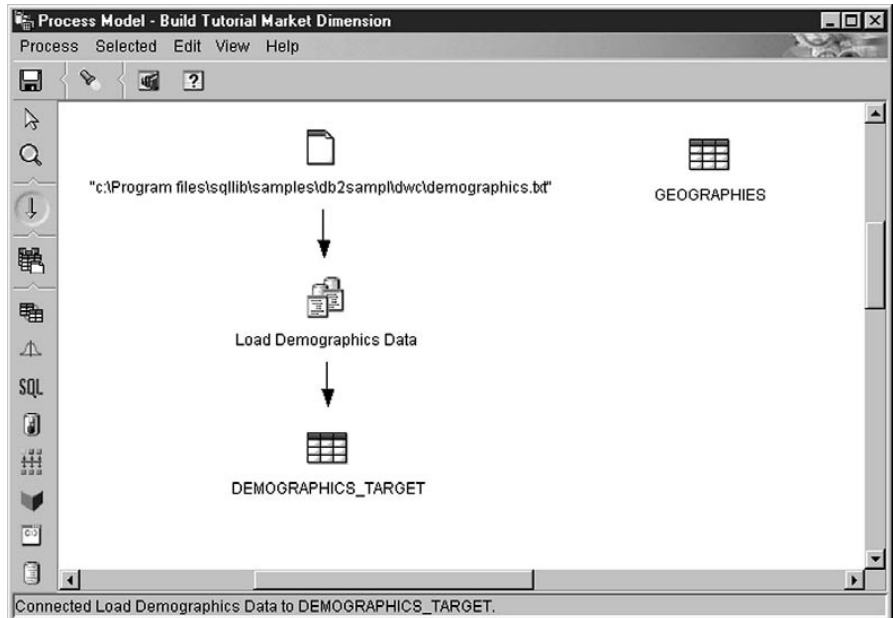 Process Model - Build Tutorial Market Dimension
Process Selected Edit View Help
?
"c:\Program files\sqllib\samples\db2sampl\dwc\demographics.txt"
GEOGRAPHIES
Load Demographics Data
SQL
DEMOGRAPHICS_TARGET
Connected Load Demographics Data to DEMOGRAPHICS_TARGET.